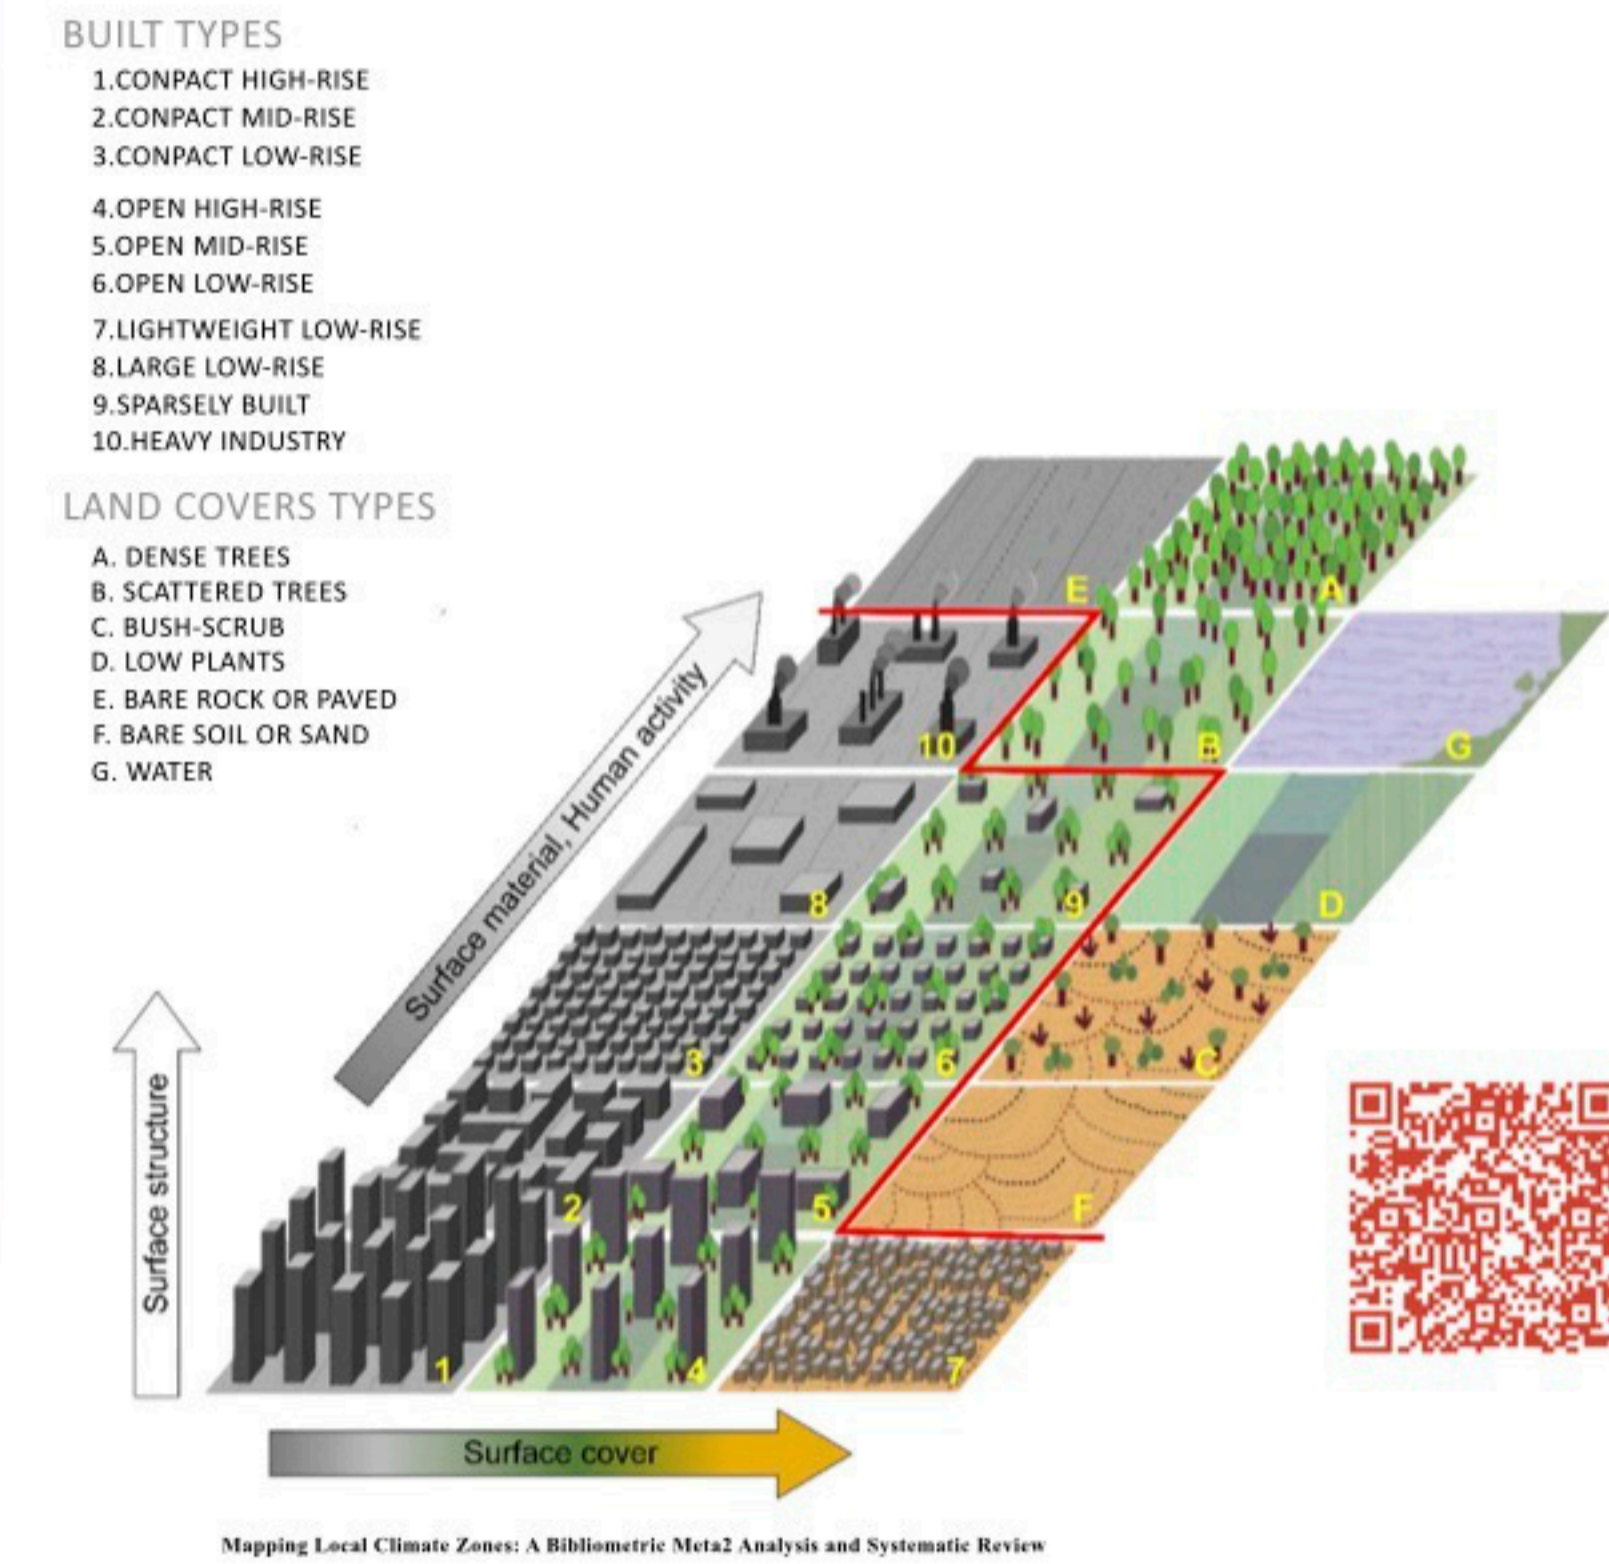 BUILT TYPES
1.CONPACT HIGH-RISE
2.CONPACT MID-RISE
3.CONPACT LOW-RISE
4.OPEN HIGH-RISE
5.OPEN MID-RISE
6.OPEN LOW-RISE
7.LIGHTWEIGHT LOW-RISE
8.LARGE LOW-RISE
9.SPARSELY BUILT
10.HEAVY INDUSTRY
LAND COVERS TYPES
A. DENSE TREES
B. SCATTERED TREES
C. BUSH-SCRUB
D. LOW PLANTS
E. BARE ROCK OR PAVED
F. BARE SOIL OR SAND
G. WATER
E
A
10
B
G
8
9
D
3
6
C
2
5
F
1
4
7
Surface material, Human activity
Surface structure
Surface cover
Mapping Local Climate Zones: A Bibliometric Meta2 Analysis and Systematic Review